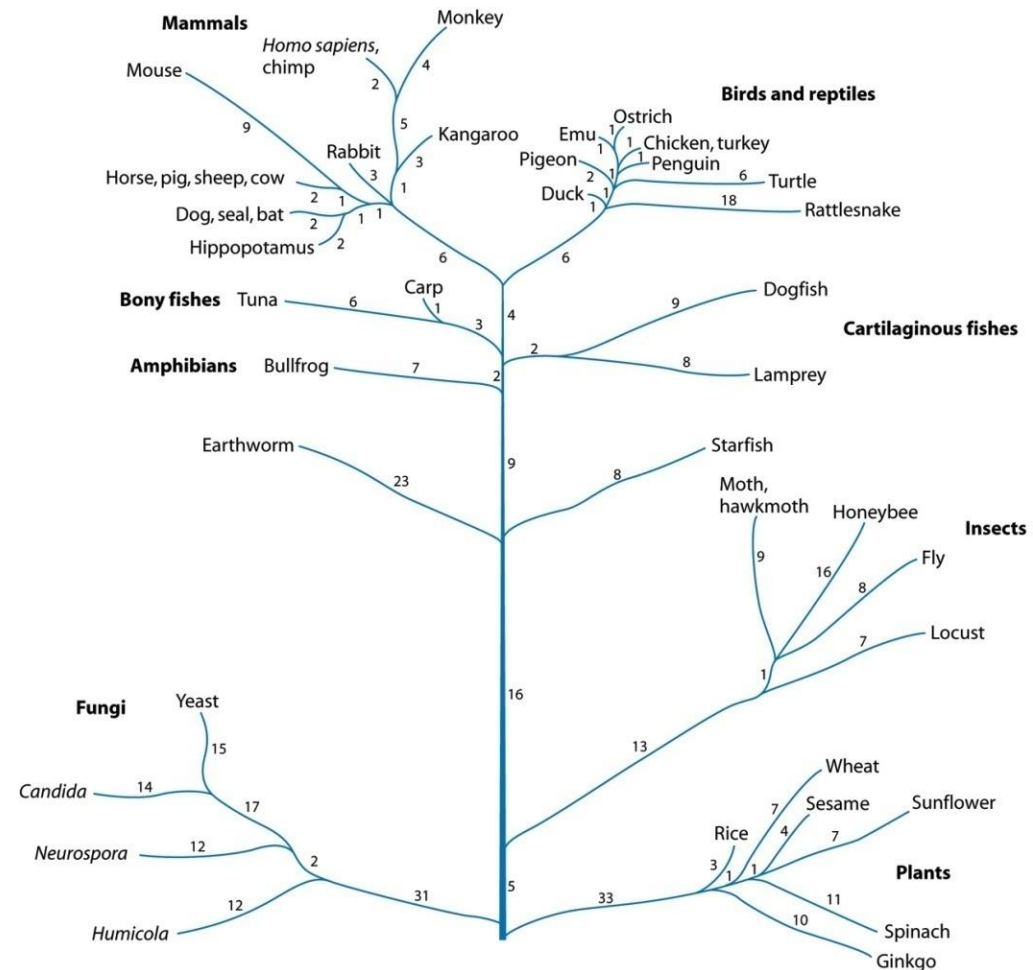 Mammals
Monkey
Homo sapiens,
chimp
Mouse
2
4
9
5
Kangaroo
Rabbit
3
3
1
Horse, pig, sheep, cow
2
1
Dog, seal, bat
2
1
1
Hippopotamus
2
6
Birds and reptiles
Ostrich
1
Emu
1
1
Chicken, turkey
1
Penguin
Pigeon
2
1
6
Turtle
Duck
1
1
18
Rattlesnake
6
4
Bony fishes
Tuna
6
Carp
1
3
9
Dogfish
Cartilaginous fishes
2
8
Lamprey
Amphibians
Bullfrog
7
2
Earthworm
23
9
8
Starfish
Moth,
hawkmoth
Honeybee
Insects
9
16
Fly
8
Locust
7
1
13
16
Fungi
Yeast
15
Candida
14
17
Neurospora
12
2
Humicola
12
31
5
33
Wheat
7
Sesame
4
Sunflower
7
Rice
3
1
1
Plants
11
Spinach
10
Ginkgo